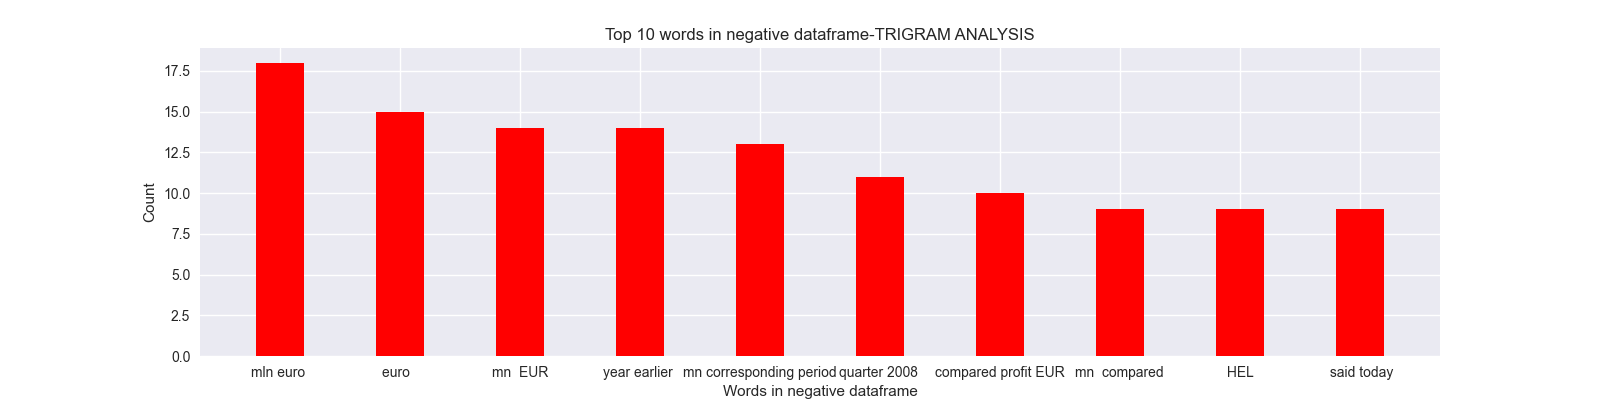 Top 10 words in negative dataframe-TRIGRAM ANALYSIS
17.5
15.0
12.5
10.0
7.5
5.0
2.5
0.0
Count
mln euro euro mn  EUR year earlier mn corresponding period quarter 2008 compared profit EUR mn  compared HEL said today
Words in negative dataframe